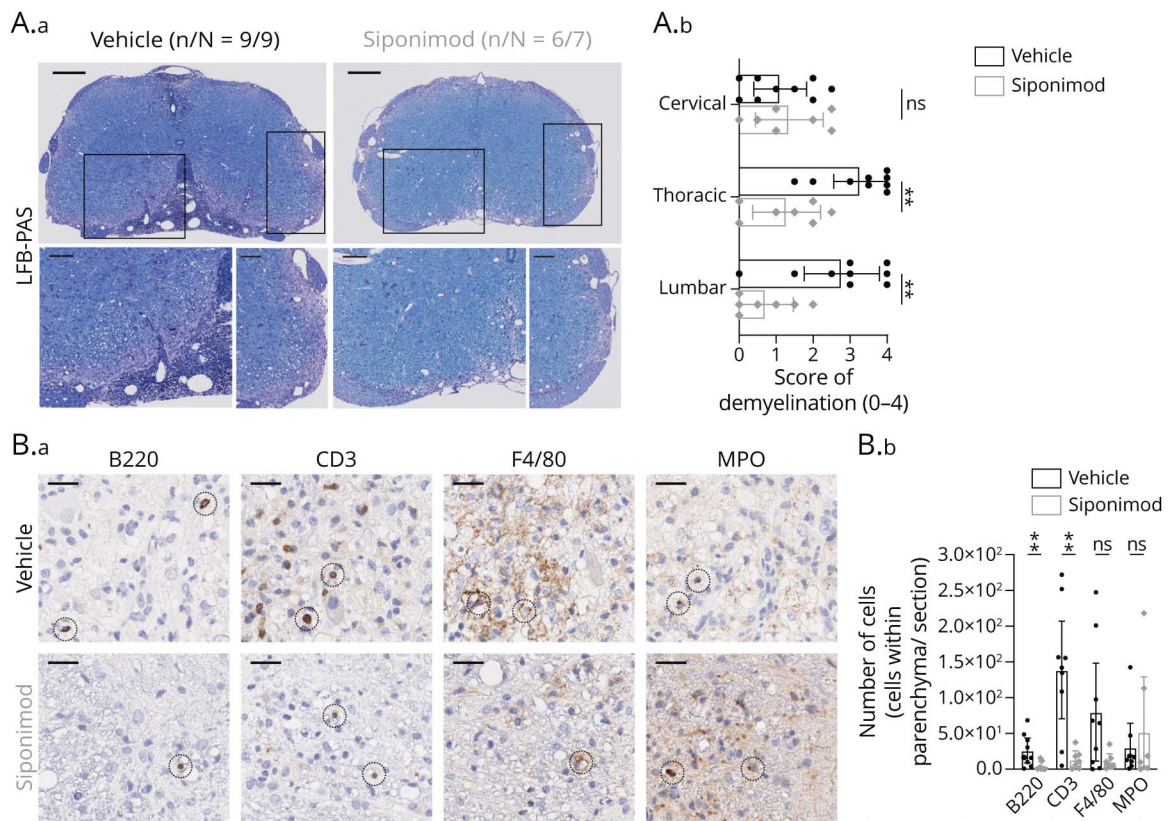 A.a
Vehicle (n/N = 9/9)
Siponimod (n/N = 6/7)
LFB-PAS
A.b
Vehicle
Siponimod
Cervical
ns
Thoracic
**
Lumbar
**
0 1 2 3 4
Score of
demyelination (0–4)
B.a
B220 CD3 F4/80 MPO
Vehicle
Siponimod
B.b
Vehicle
Siponimod
** ** ns ns
3.0×10²
2.0×10²
1.5×10²
1.0×10²
5.0×10¹
0.0
Number of cells
(cells within
parenchyma/ section)
B220 CD3 F4/80 MPO